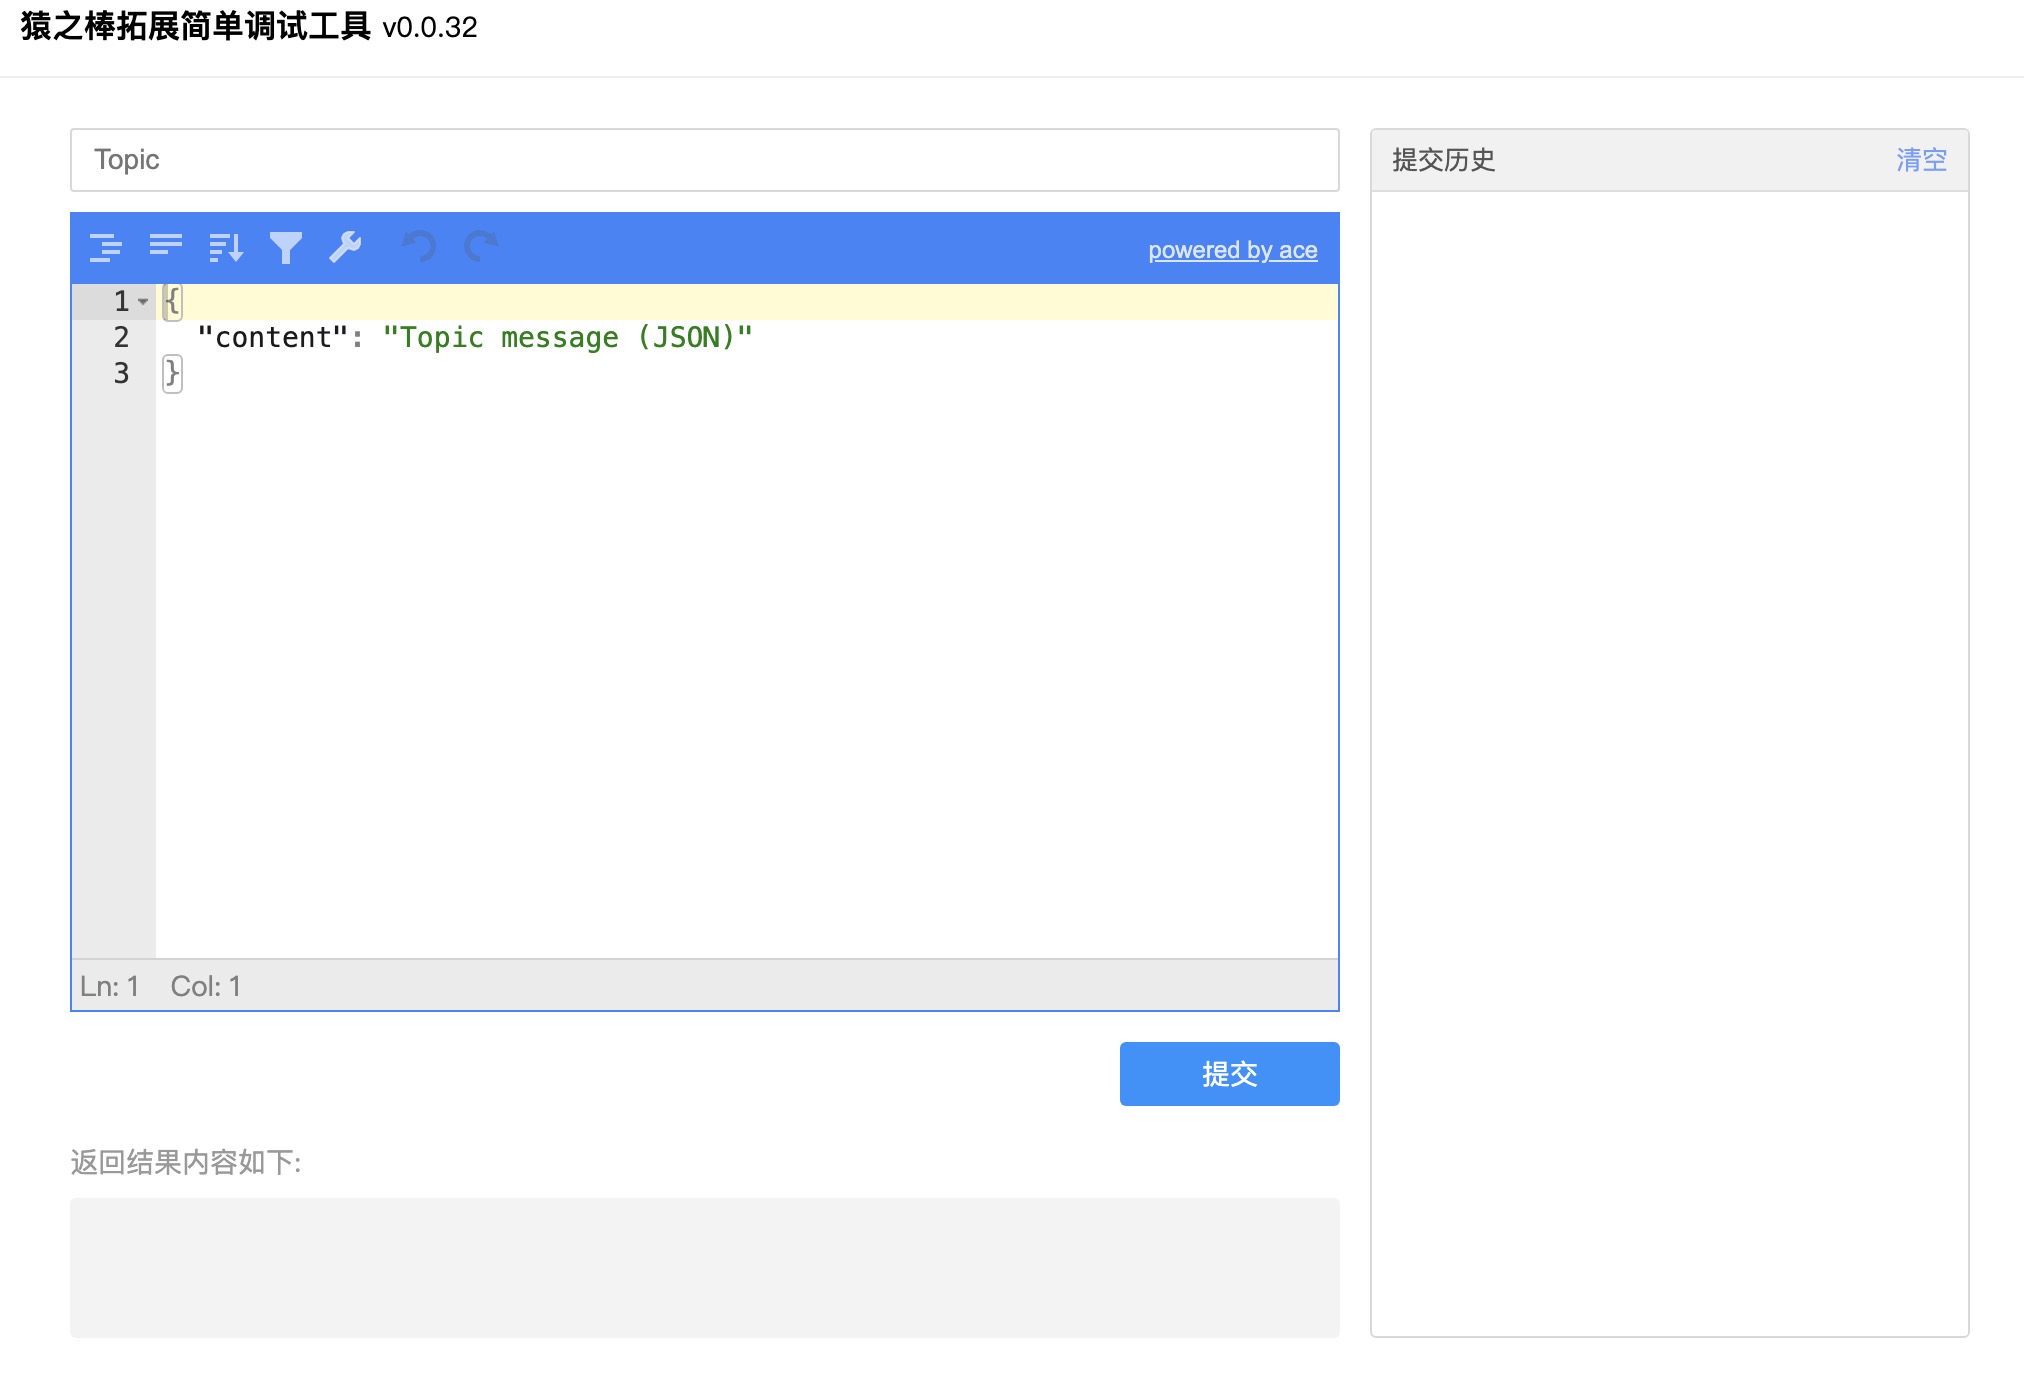 猿之棒拓展简单调试工具 v0.0.32
Topic
powered by ace
1 {
2 "content": "Topic message (JSON)"
3 }
Ln: 1 Col: 1
提交
返回结果内容如下:
提交历史 清空